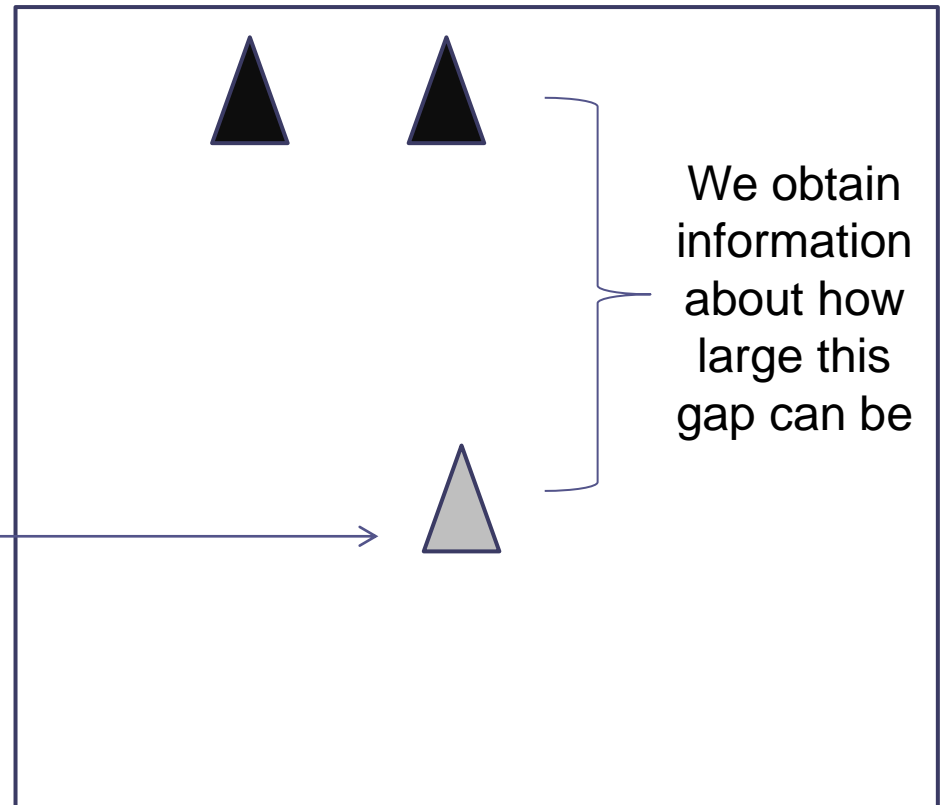 We obtain
information
about how
large this
gap can be